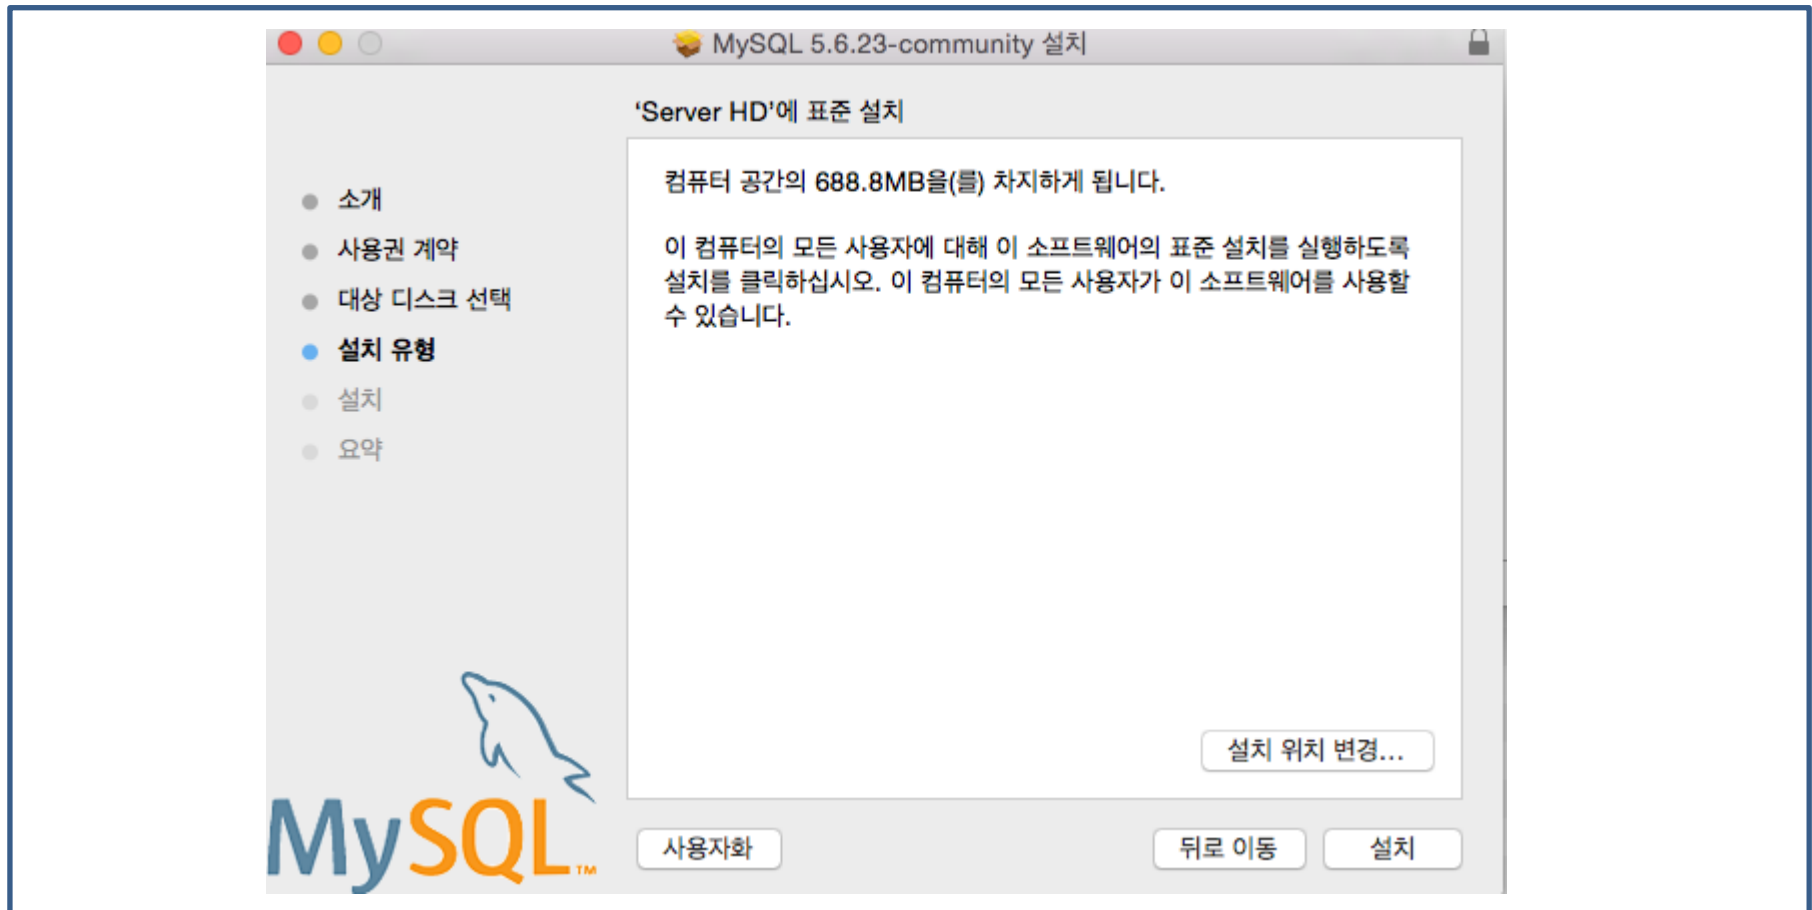 MySQL 5.6.23-community 설치
'Server HD'에 표준 설치
소개
사용권 계약
대상 디스크 선택
설치 유형
설치
요약
컴퓨터 공간의 688.8MB을(를) 차지하게 됩니다.
이 컴퓨터의 모든 사용자에 대해 이 소프트웨어의 표준 설치를 실행하도록
설치를 클릭하십시오. 이 컴퓨터의 모든 사용자가 이 소프트웨어를 사용할
수 있습니다.
설치 위치 변경...
MySQL™
사용자화
뒤로 이동
설치